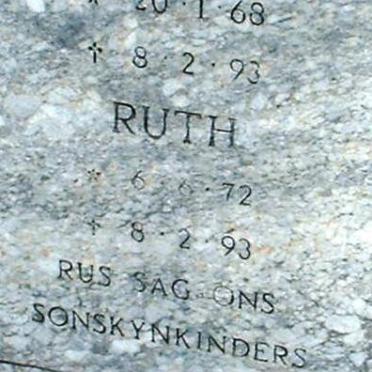 * 20·1·68
† 8·2·93
RUTH
* 6·6·72
† 8·2·93
RUS SAG ONS
SONSKYNKINDERS